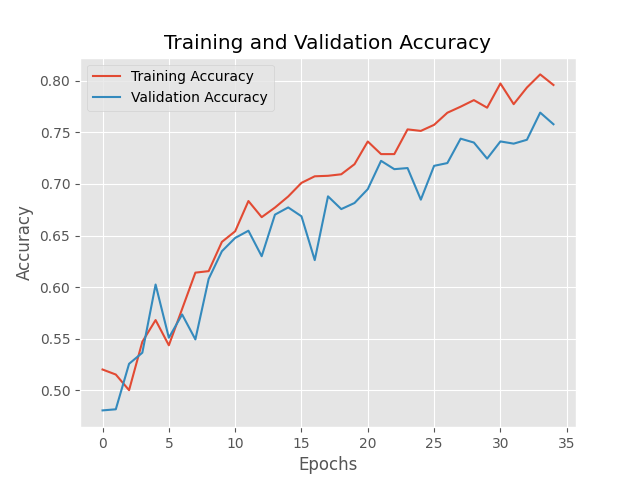 Training and Validation Accuracy
Training Accuracy
Validation Accuracy
0.80
0.75
0.70
0.65
0.60
0.55
0.50
Accuracy
0 5 10 15 20 25 30 35
Epochs